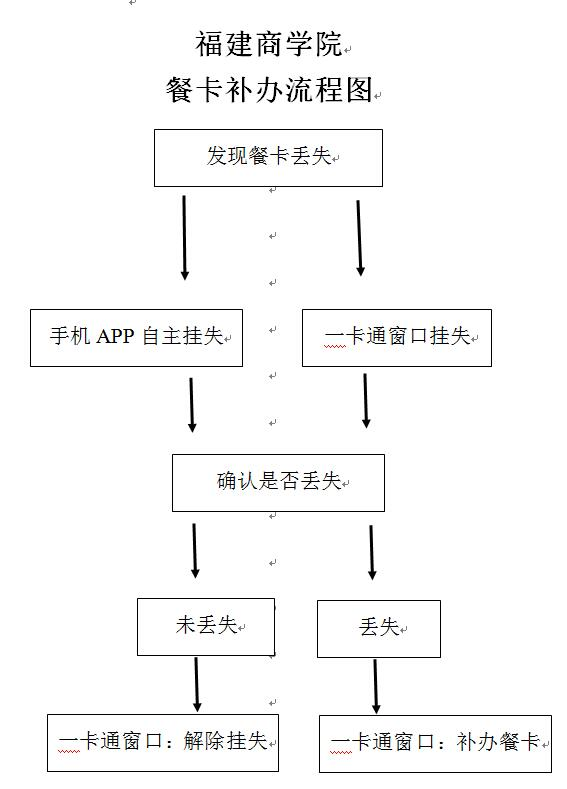 福建商学院
餐卡补办流程图
发现餐卡丢失
手机 APP 自主挂失
一卡通窗口挂失
确认是否丢失
未丢失
丢失
一卡通窗口：解除挂失
一卡通窗口：补办餐卡